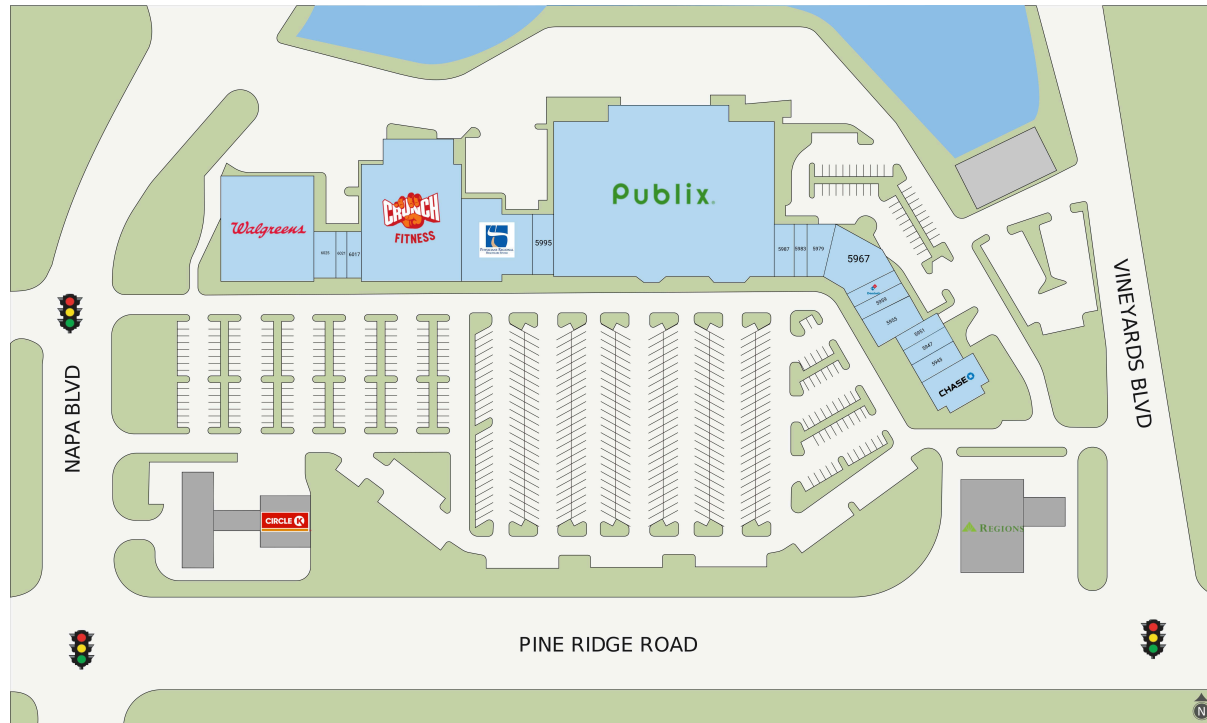 Publix.
Walgreens
CRUNCH
FITNESS
6017
5995
5987
5983
5979
5967
5959
5955
5951
5947
5943
CHASE
CIRCLE K
REGIONS
NAPA BLVD
VINEYARDS BLVD
PINE RIDGE ROAD
N